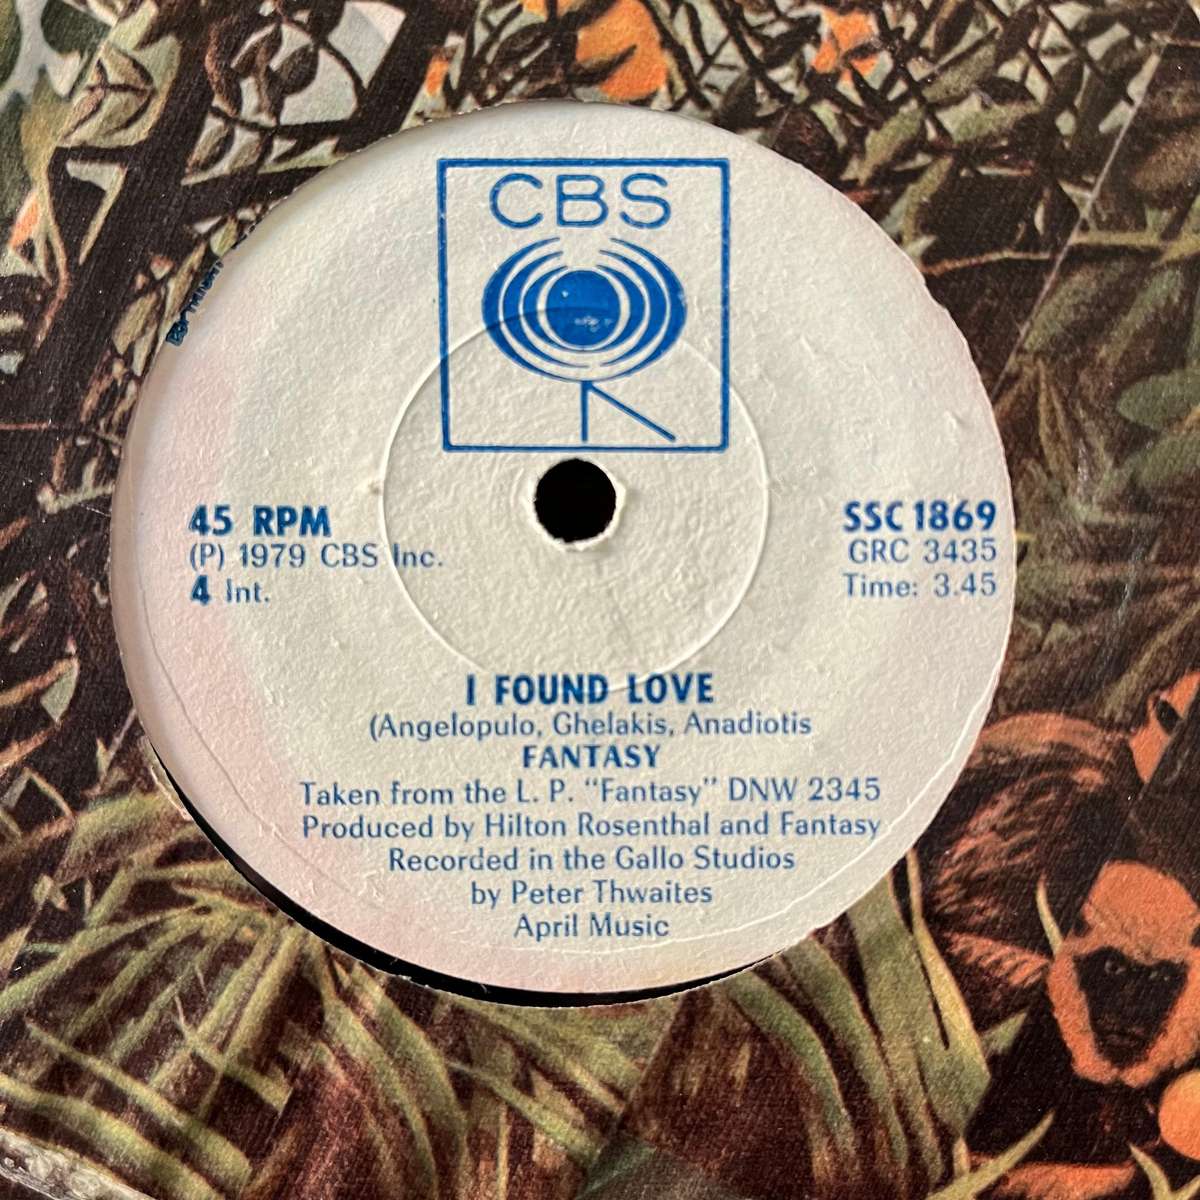 CBS
45 RPM
(P) 1979 CBS Inc.
4 Int.
SSC 1869
GRC 3435
Time: 3.45
I FOUND LOVE
(Angelopulo, Ghelakis, Anadiotis
FANTASY
Taken from the L. P. "Fantasy" DNW 2345
Produced by Hilton Rosenthal and Fantasy
Recorded in the Gallo Studios
by Peter Thwaites
April Music